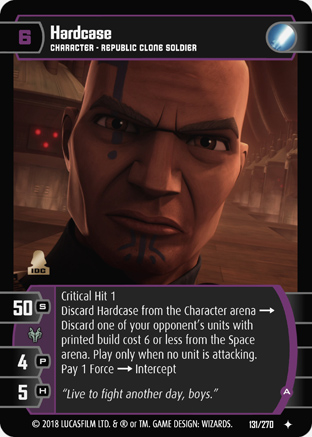 6
Hardcase
CHARACTER • REPUBLIC CLONE SOLDIER
IDC
50 S
4 P
5 H
Critical Hit 1
Discard Hardcase from the Character arena →
Discard one of your opponent's units with
printed build cost 6 or less from the Space
arena. Play only when no unit is attacking.
Pay 1 Force → Intercept
"Live to fight another day, boys."
A
© 2018 LUCASFILM LTD. & ® OR TM. GAME DESIGN: WIZARDS. 131/270